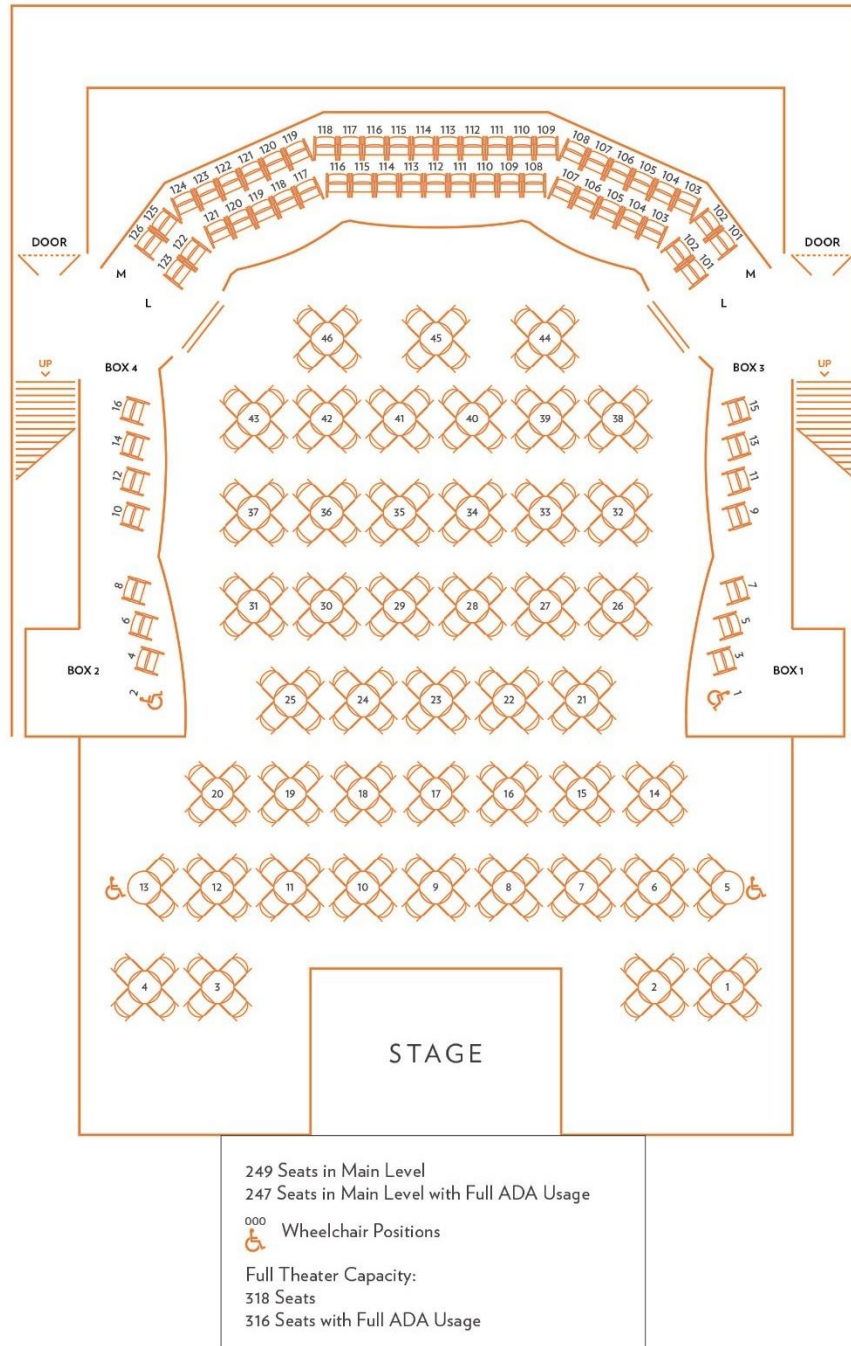 118 117 116 115 114 113 112 111 110 109
124 123 122 121 120 119
108 107 106 105 104 103
126 125
102 101
116 115 114 113 112 111 110 109 108
121 120 119 118 117
107 106 105 104 103
123 122
102 101
DOOR
DOOR
M
M
L
L
46 45 44
BOX 4
BOX 3
UP
UP
16
14
12
10
15
13
11
9
43 42 41 40 39 38
37 36 35 34 33 32
8
6
4
2
7
5
3
1
31 30 29 28 27 26
BOX 2
BOX 1
25 24 23 22 21
20 19 18 17 16 15 14
13 12 11 10 9 8 7 6 5
4 3
2 1
STAGE
249 Seats in Main Level
247 Seats in Main Level with Full ADA Usage
000
Wheelchair Positions
Full Theater Capacity:
318 Seats
316 Seats with Full ADA Usage